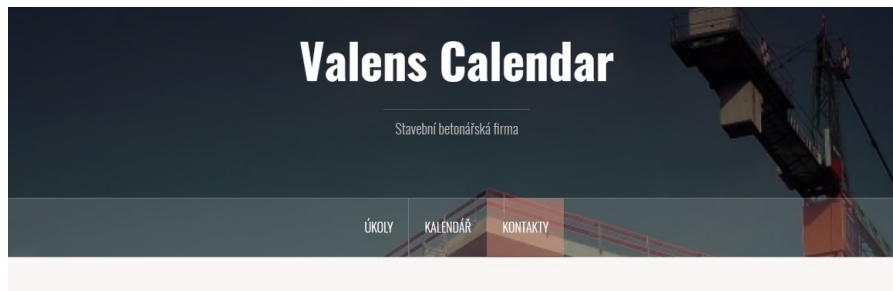 Valens Calendar
Stavební betonářská firma
ÚKOLY KALENDÁŘ KONTAKTY